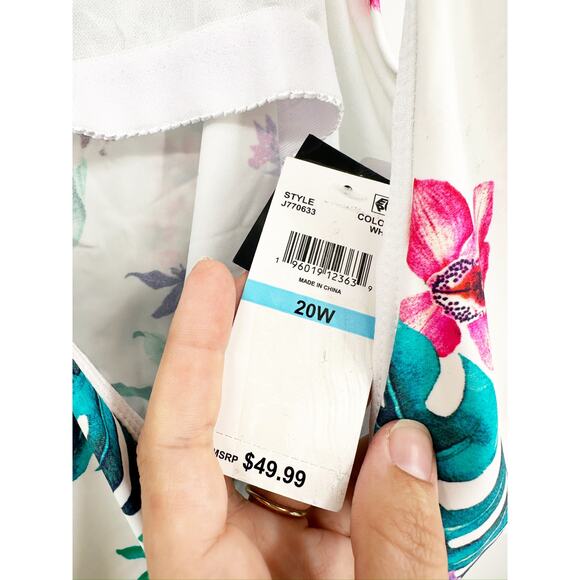 STYLE
J770633
COLO
WH
1 96019 12363 9
MADE IN CHINA
20W
MSRP $49.99